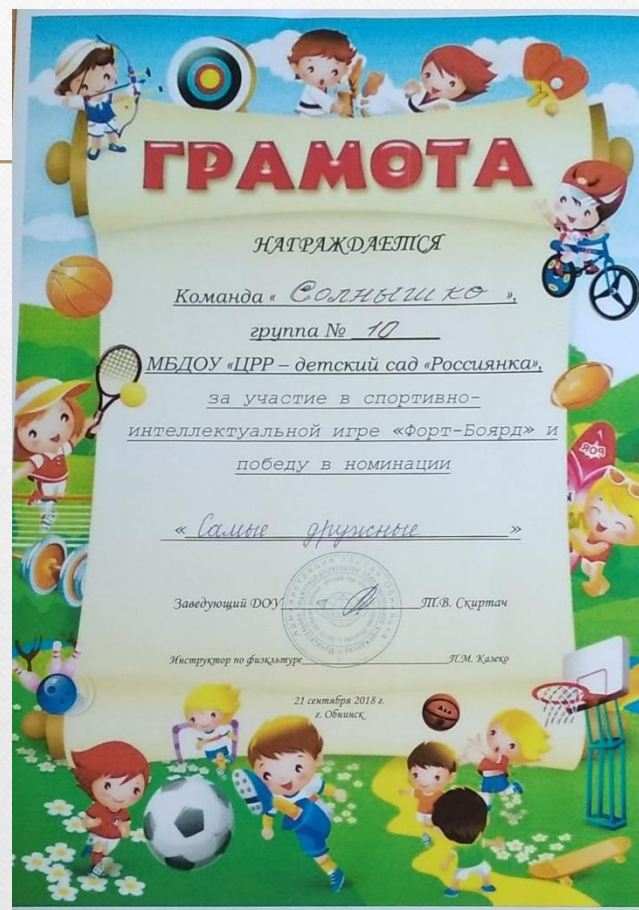 ГРАМОТА
НАГРАЖДАЕТСЯ
Команда « Солнышко »,
группа № 10
МБДОУ «ЦРР – детский сад «Россиянка»,
за участие в спортивно-
интеллектуальной игре «Форт-Боярд» и
победу в номинации
« Самые дружные »
Заведующий ДОУ Т.В. Скиртач
Инструктор по физкльтуре П.М. Казеко
21 сентября 2018 г.
г. Обнинск